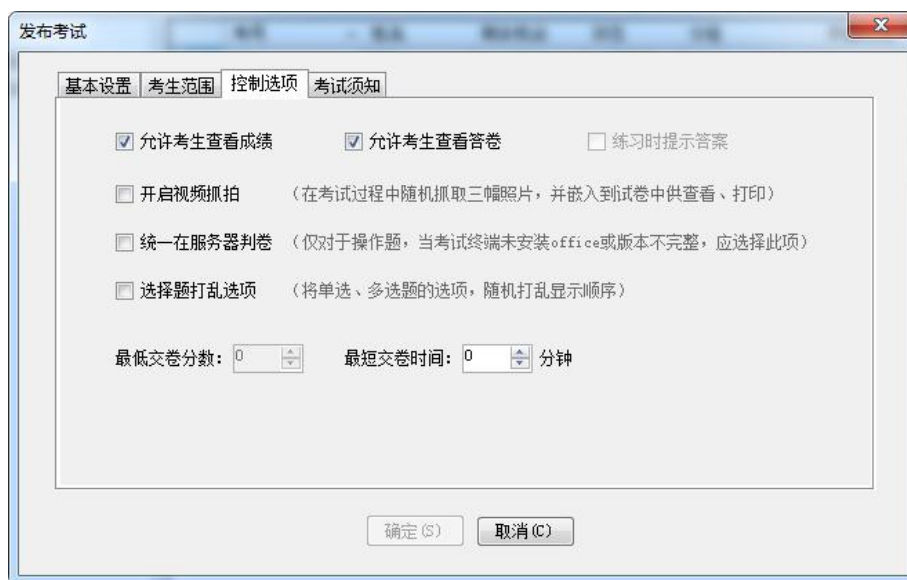 发布考试
基本设置 考生范围 控制选项 考试须知
允许考生查看成绩 允许考生查看答卷 练习时提示答案
开启视频抓拍 （在考试过程中随机抓取三幅照片，并嵌入到试卷中供查看、打印）
统一在服务器判卷 （仅对于操作题，当考试终端未安装office或版本不完整，应选择此项）
选择题打乱选项 （将单选、多选题的选项，随机打乱显示顺序）
最低交卷分数： 0 最短交卷时间： 0 分钟
确定(S) 取消(C)